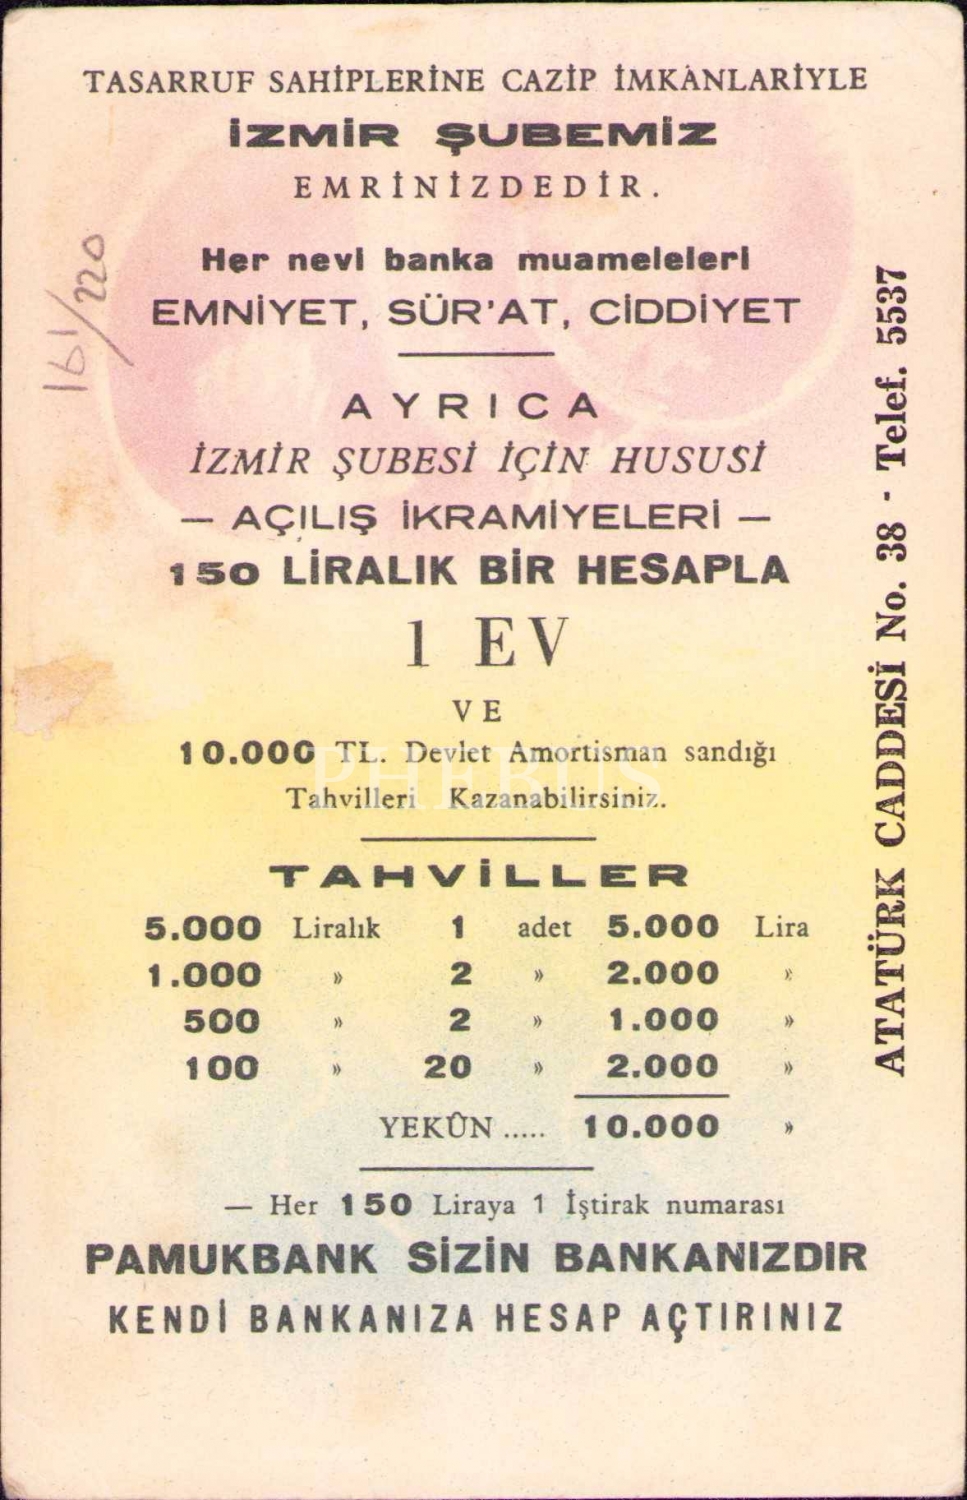 TASARRUF SAHİPLERİNE CAZİP İMKÂNLARİYLE
İZMİR ŞUBEMİZ
EMRİNİZDEDİR.
Her nevi banka muameleleri
EMNİYET, SÜR'AT, CİDDİYET
AYRICA
İZMİR ŞUBESİ İÇİN HUSUSİ
— AÇILIŞ İKRAMİYELERİ —
150 LİRALIK BİR HESAPLA
1 EV
VE
10.000 TL. Devlet Amortisman sandığı
Tahvilleri Kazanabilirsiniz.
TAHVİLLER
5.000 Liralık 1 adet 5.000 Lira
1.000 » 2 » 2.000 »
500 » 2 » 1.000 »
100 » 20 » 2.000 »
YEKÛN ..... 10.000 »
— Her 150 Liraya 1 İştirak numarası
PAMUKBANK SİZİN BANKANIZDIR
KENDİ BANKANIZA HESAP AÇTIRINIZ
ATATÜRK CADDESİ No. 38 - Telef. 5537
161/220
PHEBUS